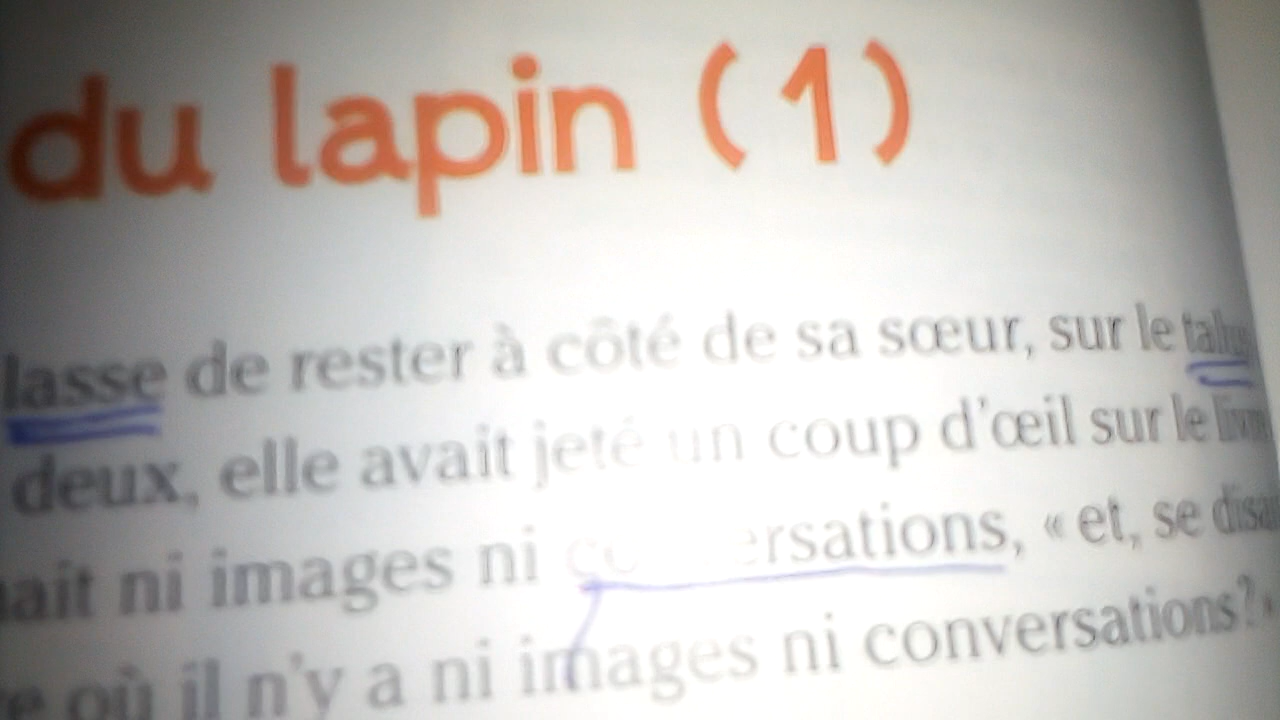 du lapin (1)
lasse de rester à côté de sa sœur, sur le
deux, elle avait jeté un coup d'œil sur le
ni images ni conversations, « et, se
où il n'y a ni images ni conversations?